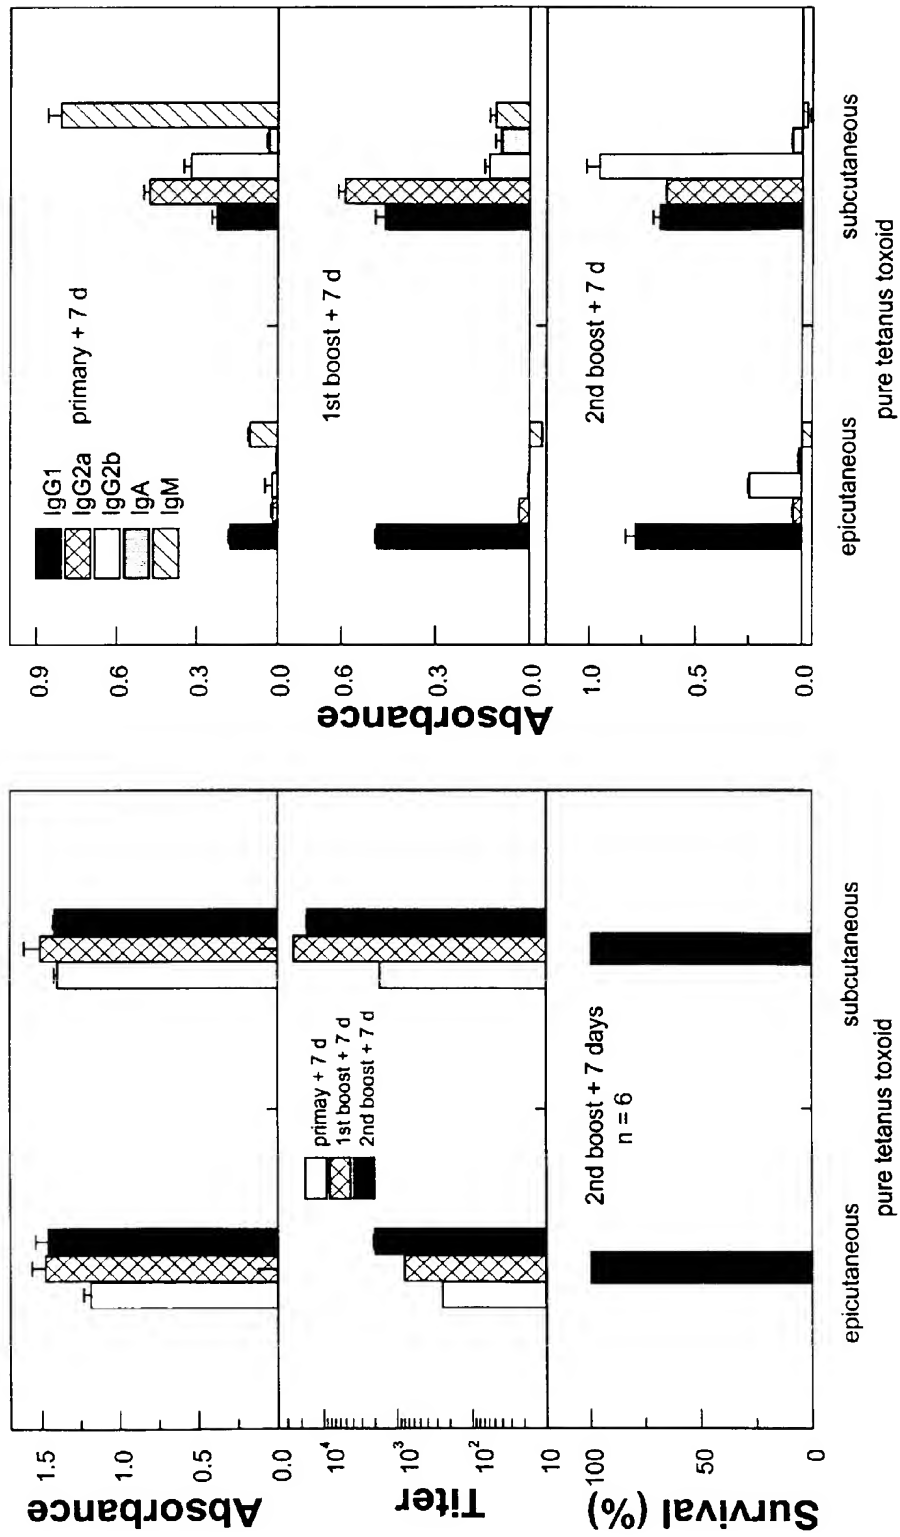 Absorbance
1.5
1.0
0.5
0.0
Titer
10⁴
10³
10²
10
primay + 7 d
1st boost + 7 d
2nd boost + 7 d
Survival (%)
100
50
0
2nd boost + 7 days
n = 6
epicutaneous
subcutaneous
pure tetanus toxoid
Absorbance
0.9
0.6
0.3
0.0
IgG1
IgG2a
IgG2b
IgA
IgM
primary + 7 d
0.6
0.3
0.0
1st boost + 7 d
1.0
0.5
0.0
2nd boost + 7 d
epicutaneous
subcutaneous
pure tetanus toxoid